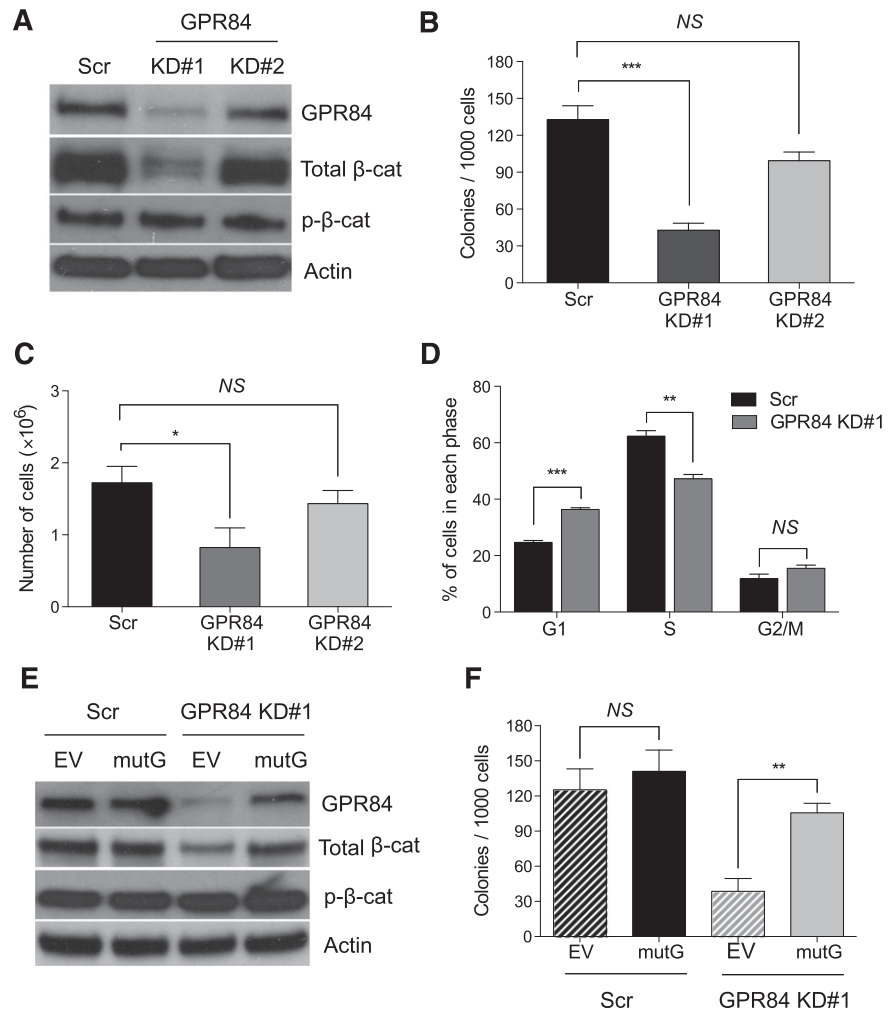 A
GPR84
Scr KD#1 KD#2
GPR84
Total β-cat
p-β-cat
Actin
B
NS
***
180
150
120
90
60
30
0
Colonies / 1000 cells
Scr GPR84 GPR84
KD#1 KD#2
C
NS
*
3
2
1
0
Number of cells (×10⁶)
Scr GPR84 GPR84
KD#1 KD#2
D
80
60
40
20
0
% of cells in each phase
Scr
GPR84 KD#1
***
**
NS
G1 S G2/M
E
Scr GPR84 KD#1
EV mutG EV mutG
GPR84
Total β-cat
p-β-cat
Actin
F
NS
**
180
150
120
90
60
30
0
Colonies / 1000 cells
EV mutG EV mutG
Scr GPR84 KD#1